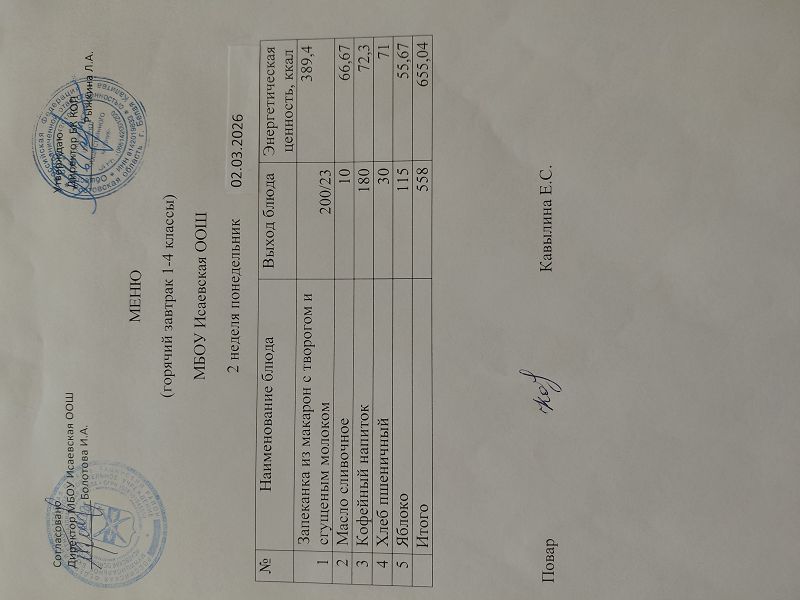 Согласовано
Директор МБОУ Исаевская ООШ
Болотова И.А.
Утверждаю
Директор БК КОП
Рыжкина Л.А.
МЕНЮ
(горячий завтрак 1-4 классы)
МБОУ Исаевская ООШ
2 неделя понедельник 02.03.2026
№ Наименование блюда Выход блюда Энергетическая ценность, ккал
1 Запеканка из макарон с творогом и сгущеным молоком 200/23 389,4
2 Масло сливочное 10 66,67
3 Кофейный напиток 180 72,3
4 Хлеб пшеничный 30 71
5 Яблоко 115 55,67
Итого 558 655,04
Повар Кавылина Е.С.